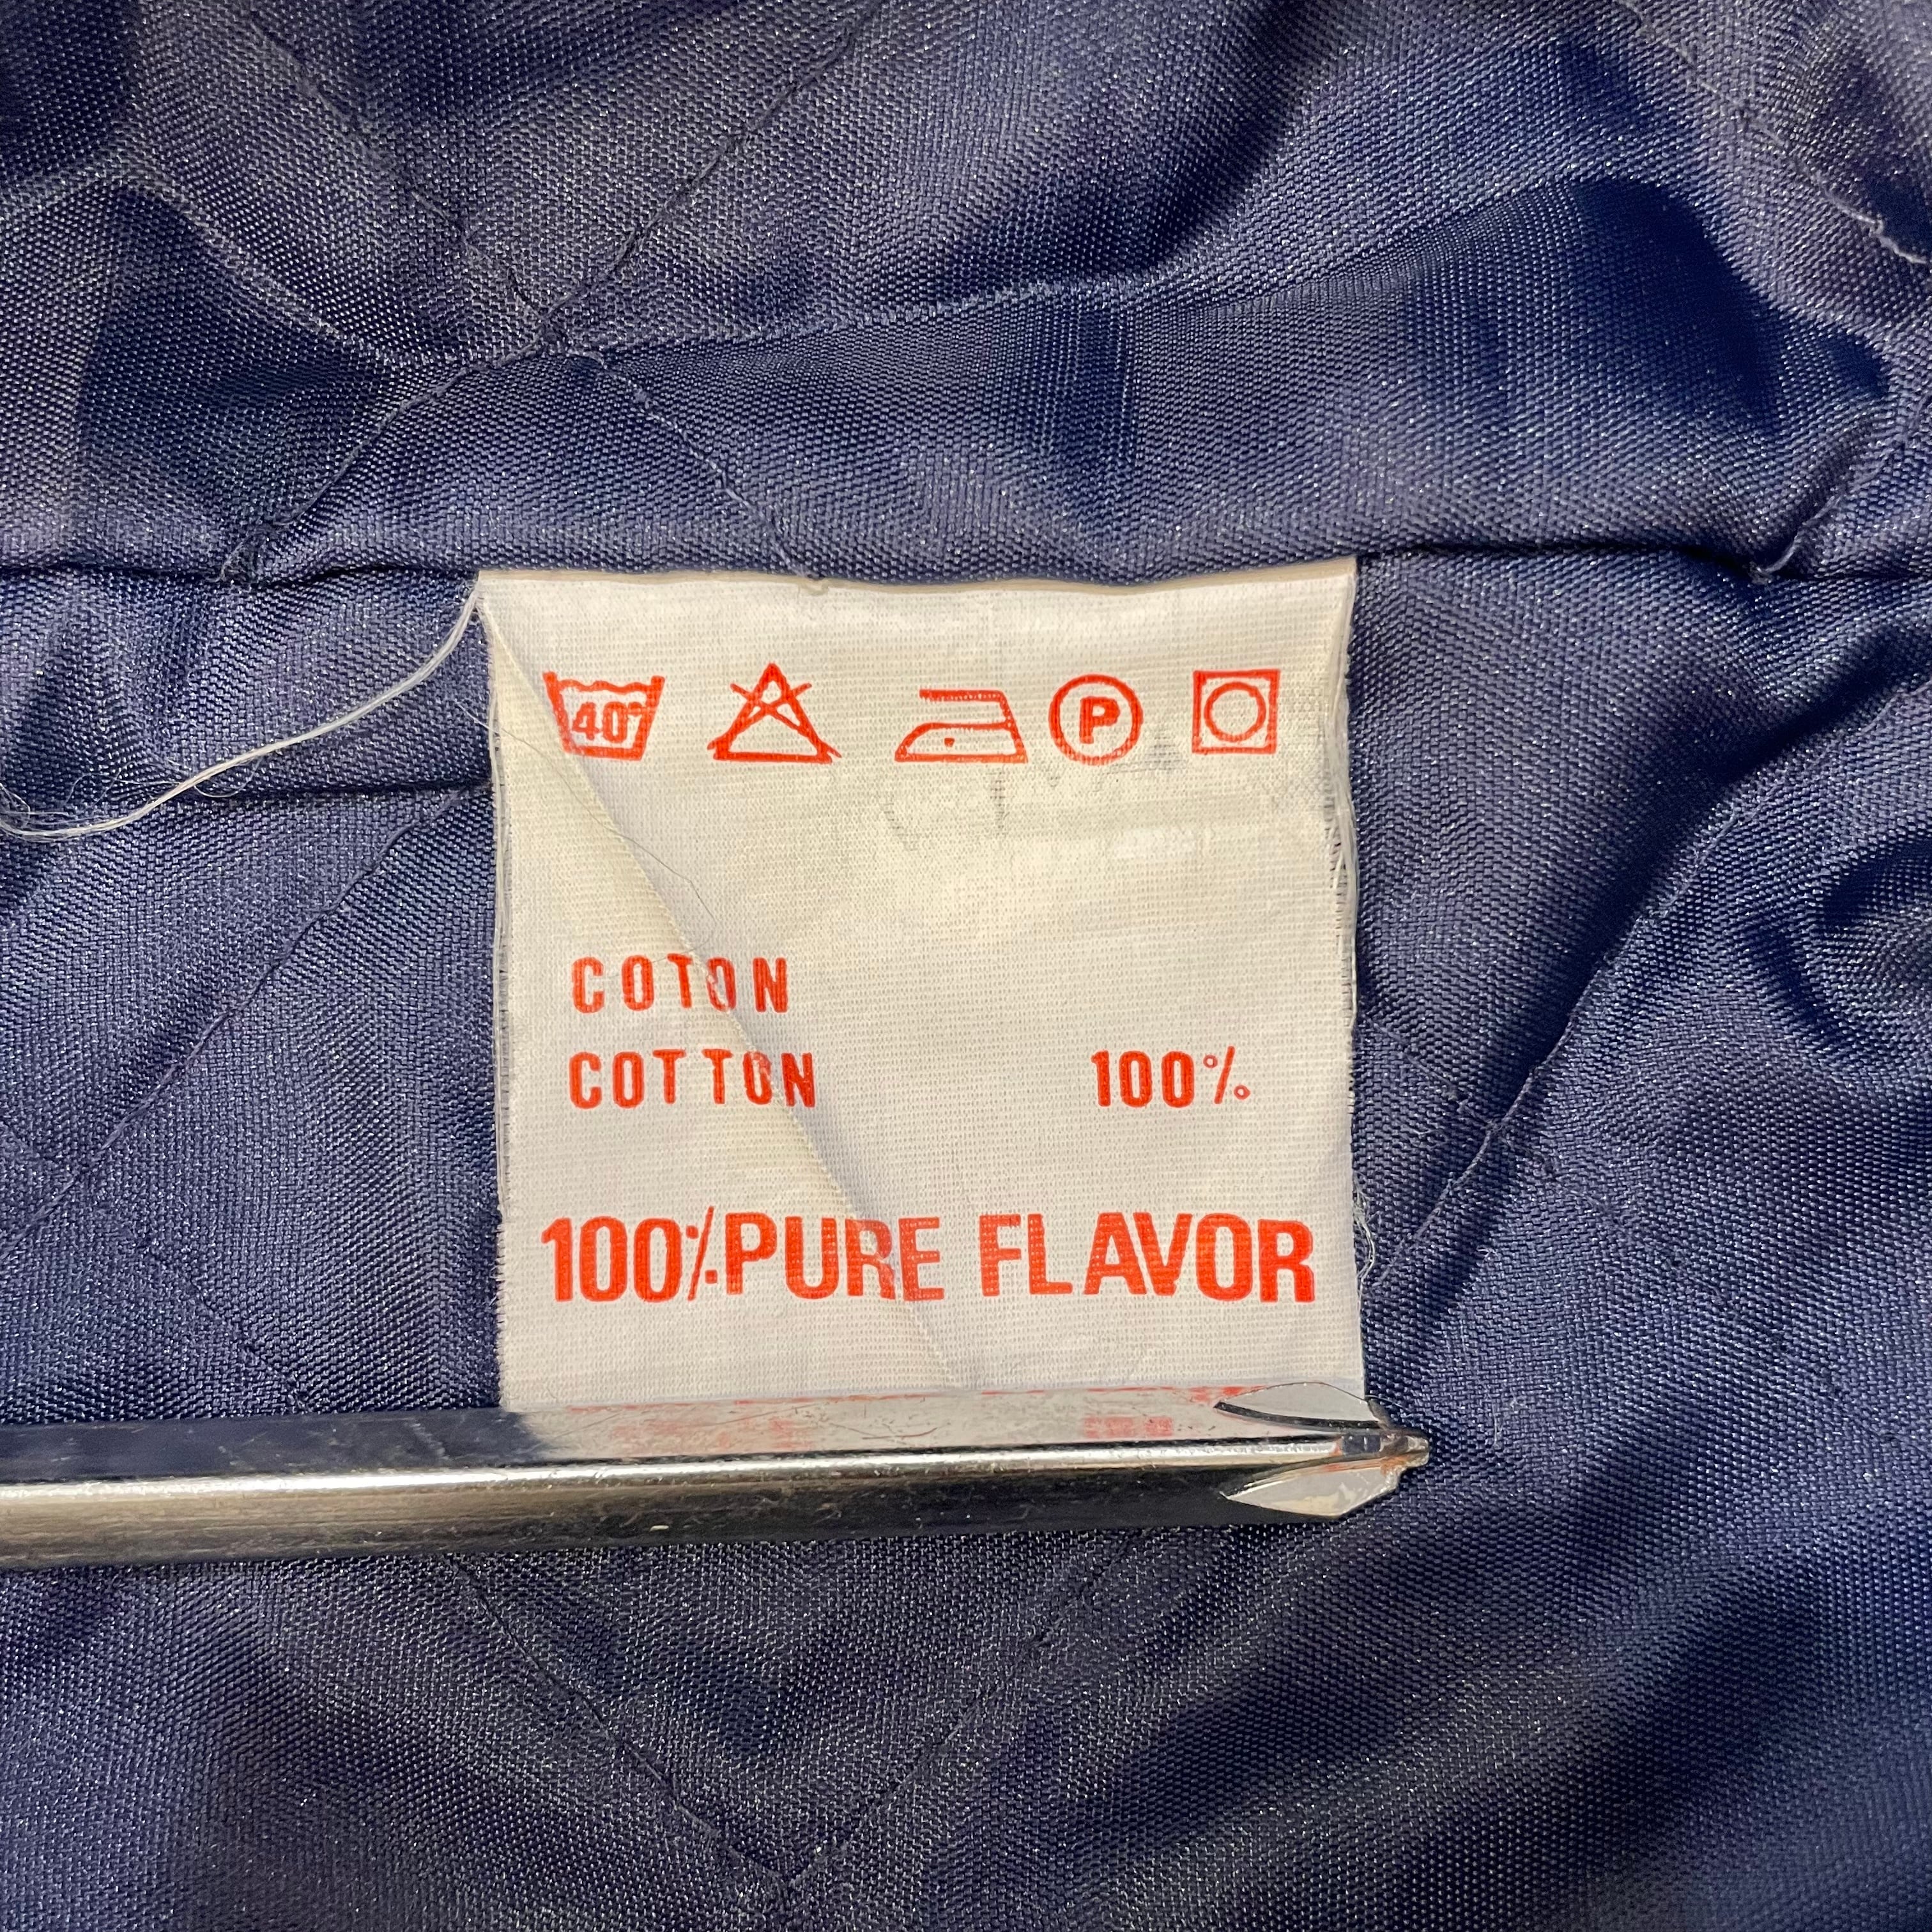 40°
P
COTON
COTTON 100%
100% PURE FLAVOR